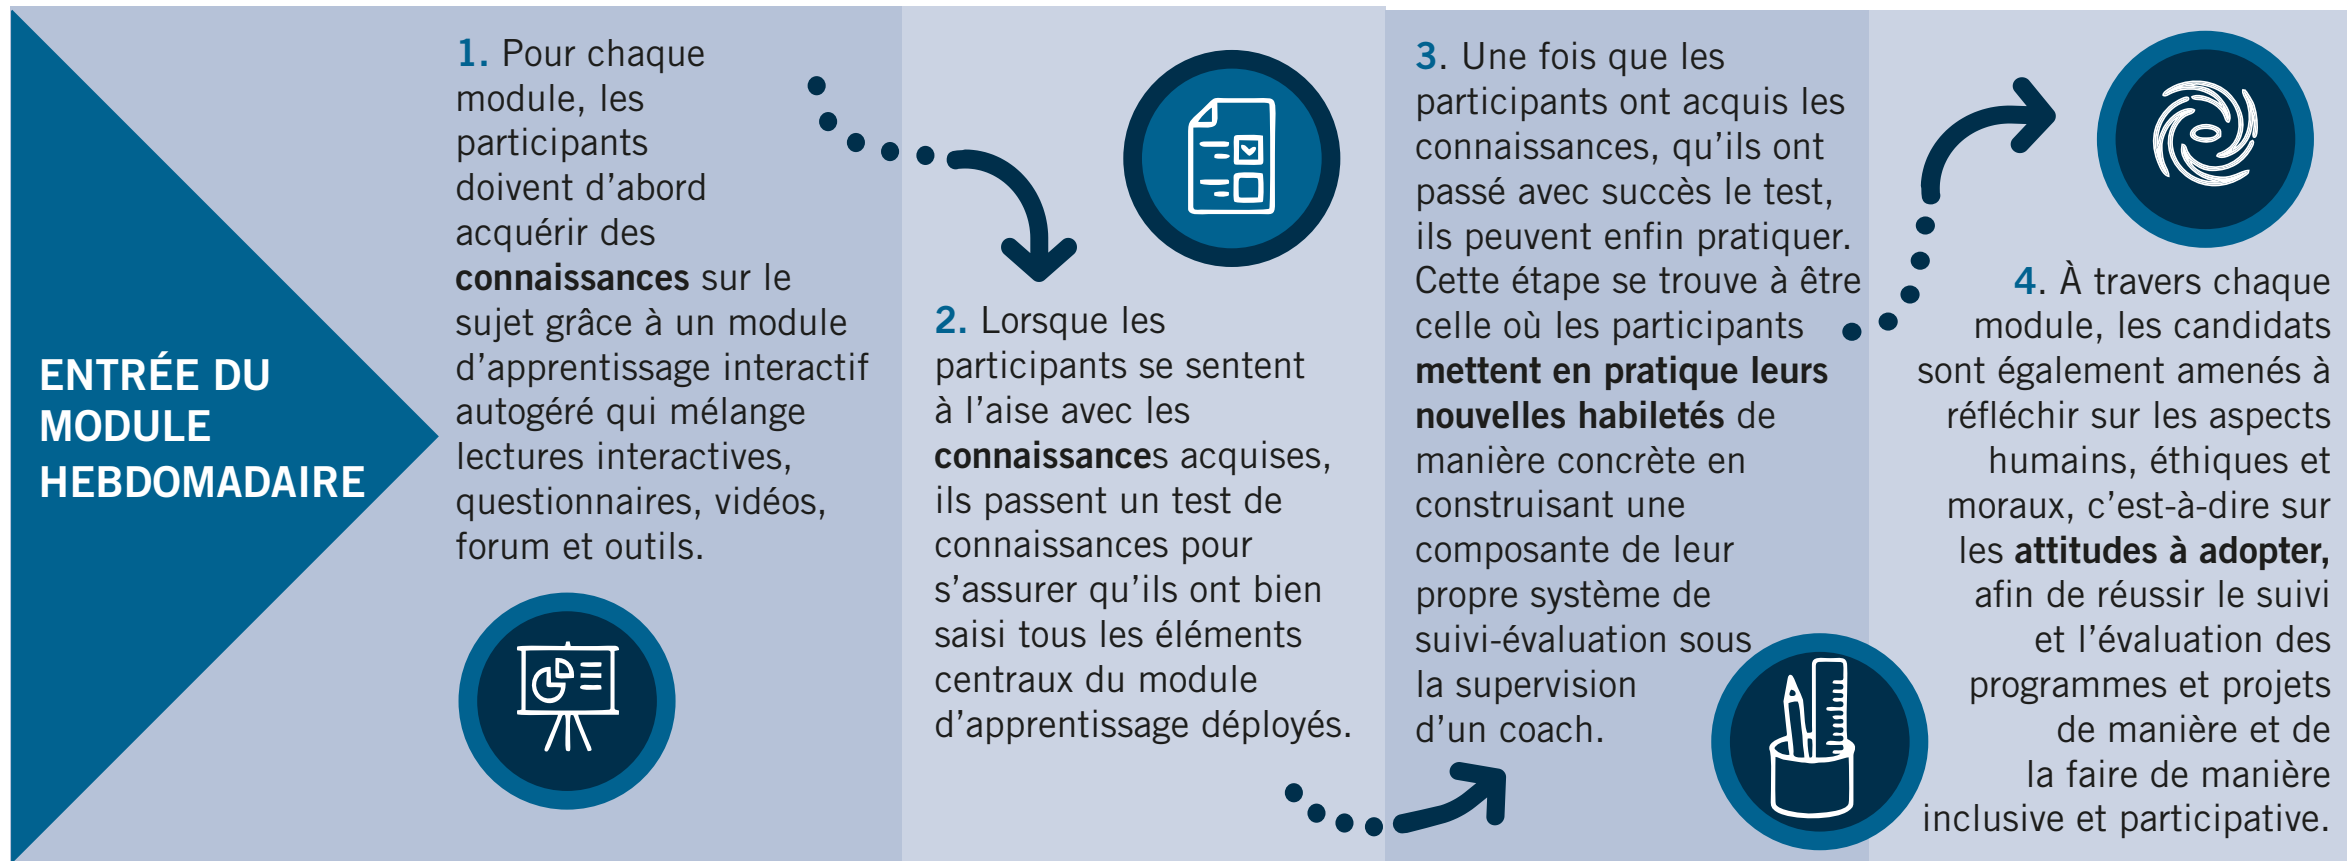 ENTRÉE DU
MODULE
HEBDOMADAIRE
1. Pour chaque
module, les
participants
doivent d’abord
acquérir des
connaissances sur le
sujet grâce à un module
d’apprentissage interactif
autogéré qui mélange
lectures interactives,
questionnaires, vidéos,
forum et outils.
2. Lorsque les
participants se sentent
à l’aise avec les
connaissances acquises,
ils passent un test de
connaissances pour
s’assurer qu’ils ont bien
saisi tous les éléments
centraux du module
d’apprentissage déployés.
3. Une fois que les
participants ont acquis les
connaissances, qu’ils ont
passé avec succès le test,
ils peuvent enfin pratiquer.
Cette étape se trouve à être
celle où les participants
mettent en pratique leurs
nouvelles habiletés de
manière concrète en
construisant une
composante de leur
propre système de
suivi-évaluation sous
la supervision
d’un coach.
4. À travers chaque
module, les candidats
sont également amenés à
réfléchir sur les aspects
humains, éthiques et
moraux, c’est-à-dire sur
les attitudes à adopter,
afin de réussir le suivi
et l’évaluation des
programmes et projets
de manière et de
la faire de manière
inclusive et participative.